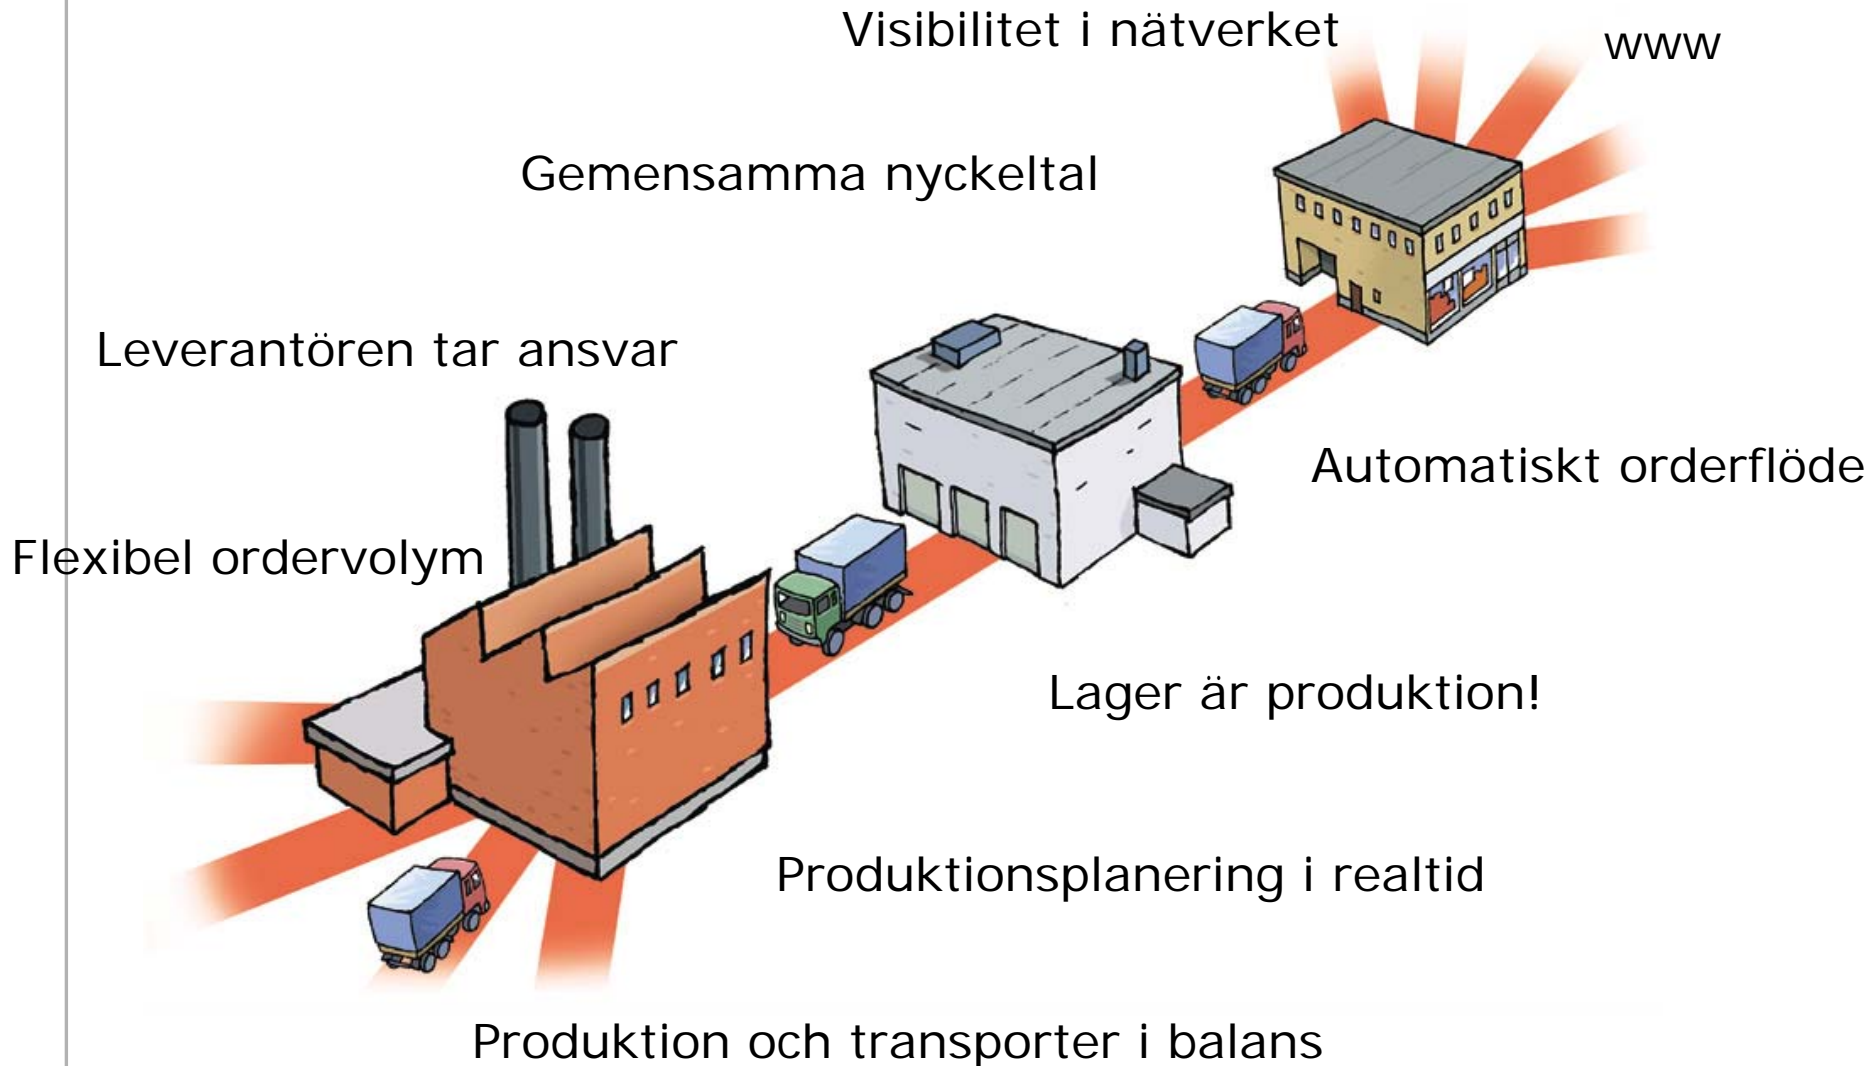 Visibilitet i nätverket
www
Gemensamma nyckeltal
Leverantören tar ansvar
Automatiskt orderflöde
Flexibel ordervolym
Lager är produktion!
Produktionsplanering i realtid
Produktion och transporter i balans